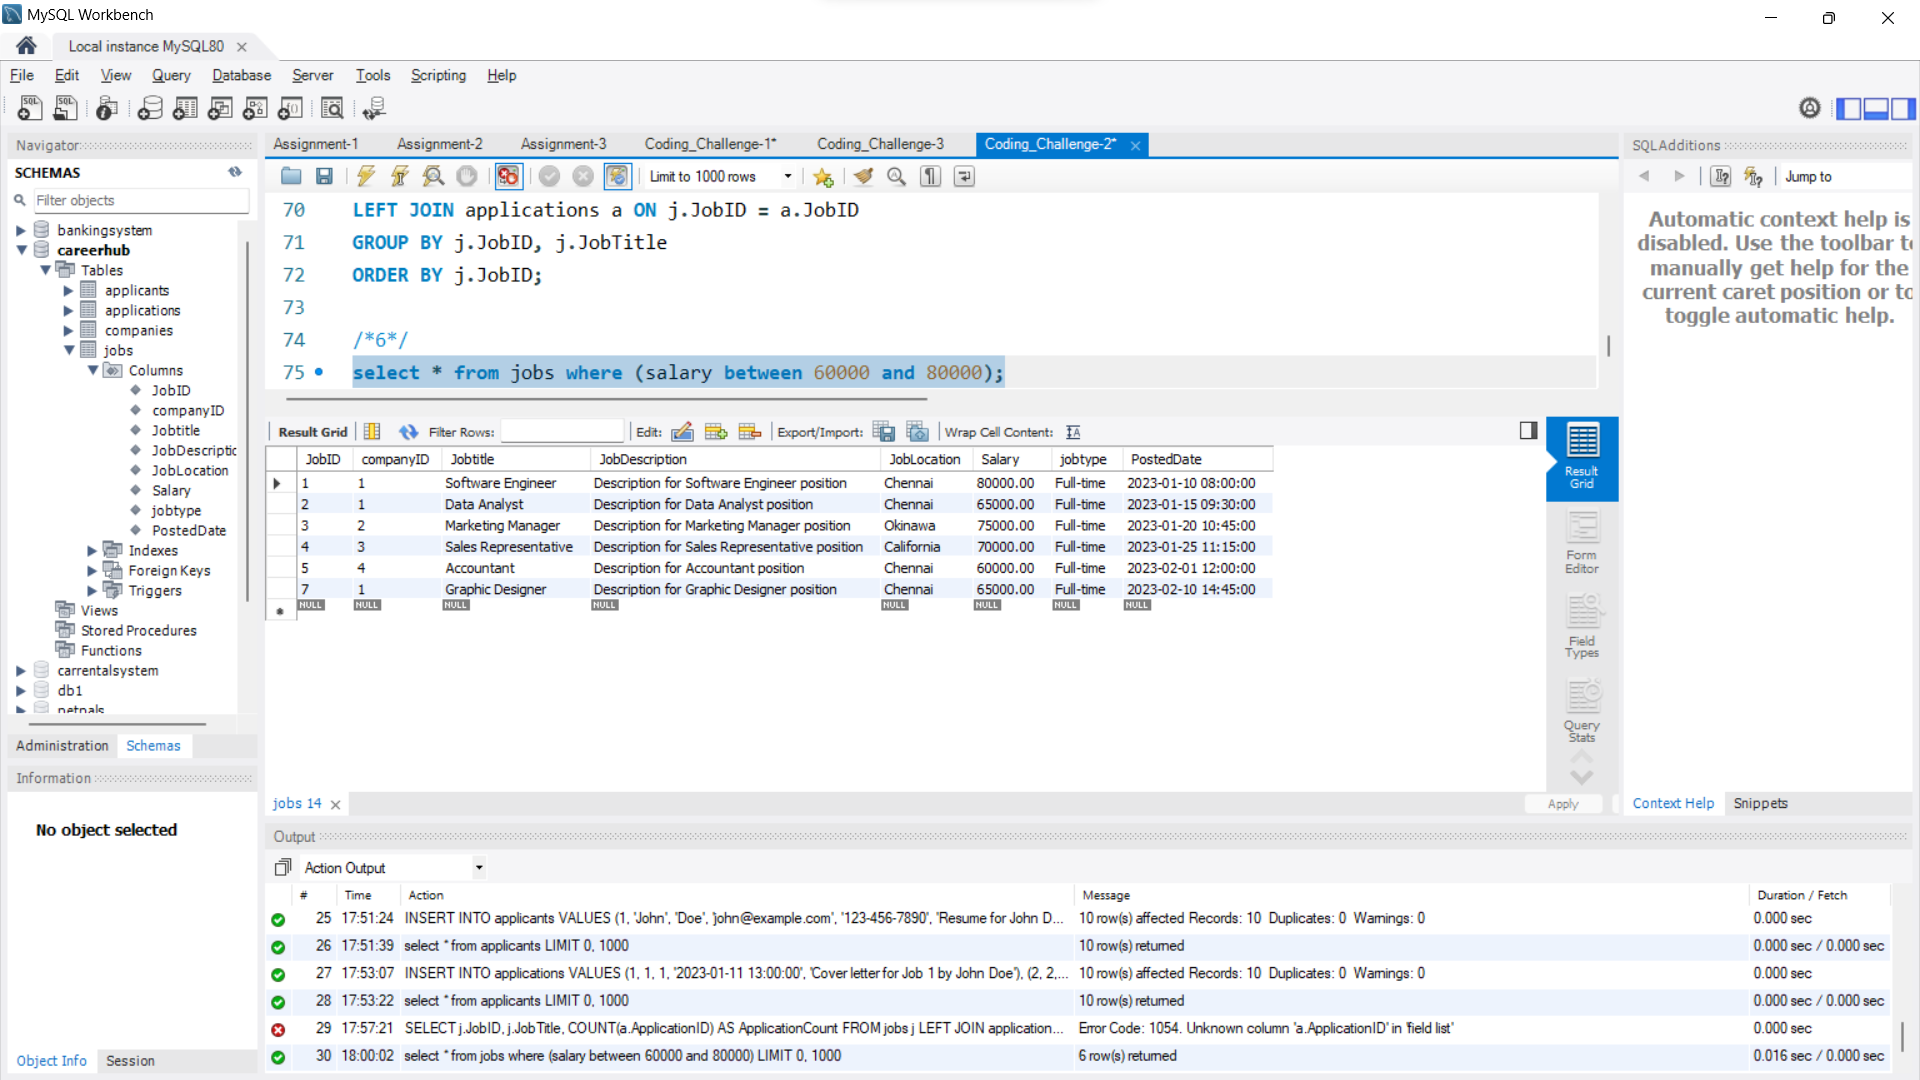 MySQL Workbench
Local instance MySQL80
File Edit View Query Database Server Tools Scripting Help
Navigator
SCHEMAS
Filter objects
bankingsystem
careerhub
Tables
applicants
applications
companies
jobs
Columns
JobID
companyID
Jobtitle
JobDescriptic
JobLocation
Salary
jobtype
PostedDate
Indexes
Foreign Keys
Triggers
Views
Stored Procedures
Functions
carrentalsystem
db1
Administration Schemas
Information
No object selected
Object Info Session
Assignment-1 Assignment-2 Assignment-3 Coding_Challenge-1* Coding_Challenge-3 Coding_Challenge-2*
Limit to 1000 rows
70 LEFT JOIN applications a ON j.JobID = a.JobID
71 GROUP BY j.JobID, j.JobTitle
72 ORDER BY j.JobID;
73
74 /*6*/
75 select * from jobs where (salary between 60000 and 80000);
Result Grid Filter Rows: Edit: Export/Import: Wrap Cell Content: IA
JobID companyID Jobtitle JobDescription JobLocation Salary jobtype PostedDate
1 1 Software Engineer Description for Software Engineer position Chennai 80000.00 Full-time 2023-01-10 08:00:00
2 1 Data Analyst Description for Data Analyst position Chennai 65000.00 Full-time 2023-01-15 09:30:00
3 2 Marketing Manager Description for Marketing Manager position Okinawa 75000.00 Full-time 2023-01-20 10:45:00
4 3 Sales Representative Description for Sales Representative position California 70000.00 Full-time 2023-01-25 11:15:00
5 4 Accountant Description for Accountant position Chennai 60000.00 Full-time 2023-02-01 12:00:00
7 1 Graphic Designer Description for Graphic Designer position Chennai 65000.00 Full-time 2023-02-10 14:45:00
NULL NULL NULL NULL NULL NULL NULL NULL
Result Grid
Form Editor
Field Types
Query Stats
jobs 14
Apply
SQLAdditions
Jump to
Automatic context help is
disabled. Use the toolbar to
manually get help for the
current caret position or to
toggle automatic help.
Context Help Snippets
Output
Action Output
# Time Action Message Duration / Fetch
25 17:51:24 INSERT INTO applicants VALUES (1, 'John', 'Doe', 'john@example.com', '123-456-7890', 'Resume for John D... 10 row(s) affected Records: 10 Duplicates: 0 Warnings: 0 0.000 sec
26 17:51:39 select * from applicants LIMIT 0, 1000 10 row(s) returned 0.000 sec / 0.000 sec
27 17:53:07 INSERT INTO applications VALUES (1, 1, 1, '2023-01-11 13:00:00', 'Cover letter for Job 1 by John Doe'), (2, 2,... 10 row(s) affected Records: 10 Duplicates: 0 Warnings: 0 0.000 sec
28 17:53:22 select * from applicants LIMIT 0, 1000 10 row(s) returned 0.000 sec / 0.000 sec
29 17:57:21 SELECT j.JobID, j.JobTitle, COUNT(a.ApplicationID) AS ApplicationCount FROM jobs j LEFT JOIN application... Error Code: 1054. Unknown column 'a.ApplicationID' in 'field list' 0.000 sec
30 18:00:02 select * from jobs where (salary between 60000 and 80000) LIMIT 0, 1000 6 row(s) returned 0.016 sec / 0.000 sec